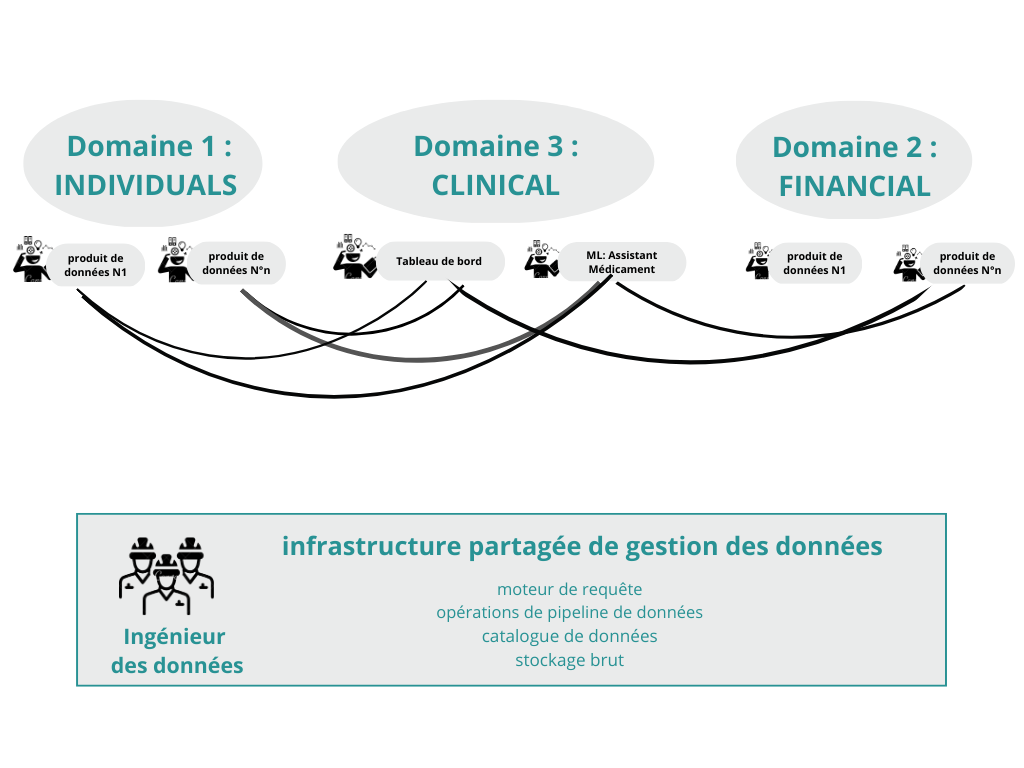 Domaine 1 :
INDIVIDUALS
Domaine 3 :
CLINICAL
Domaine 2 :
FINANCIAL
produit de
données N1
produit de
données N°n
Tableau de bord
ML: Assistant
Médicament
produit de
données N1
produit de
données N°n
infrastructure partagée de gestion des données
moteur de requête
opérations de pipeline de données
catalogue de données
stockage brut
Ingénieur
des données